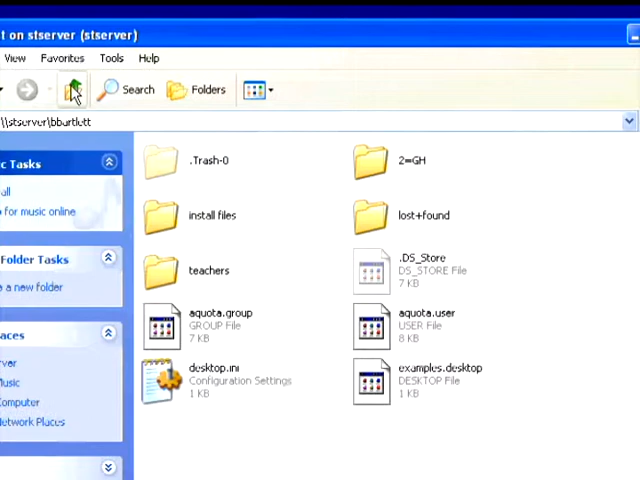 t on stserver (stserver)
View Favorites Tools Help
Search Folders
\\stserver\bbartlett
c Tasks
all
o for music online
Folder Tasks
e a new folder
aces
rver
Music
Computer
Network Places
.Trash-0
2=GH
install files
lost+found
teachers
.DS_Store
DS_STORE File
7 KB
aquota.group
GROUP File
7 KB
aquota.user
USER File
8 KB
desktop.ini
Configuration Settings
1 KB
examples.desktop
DESKTOP File
1 KB